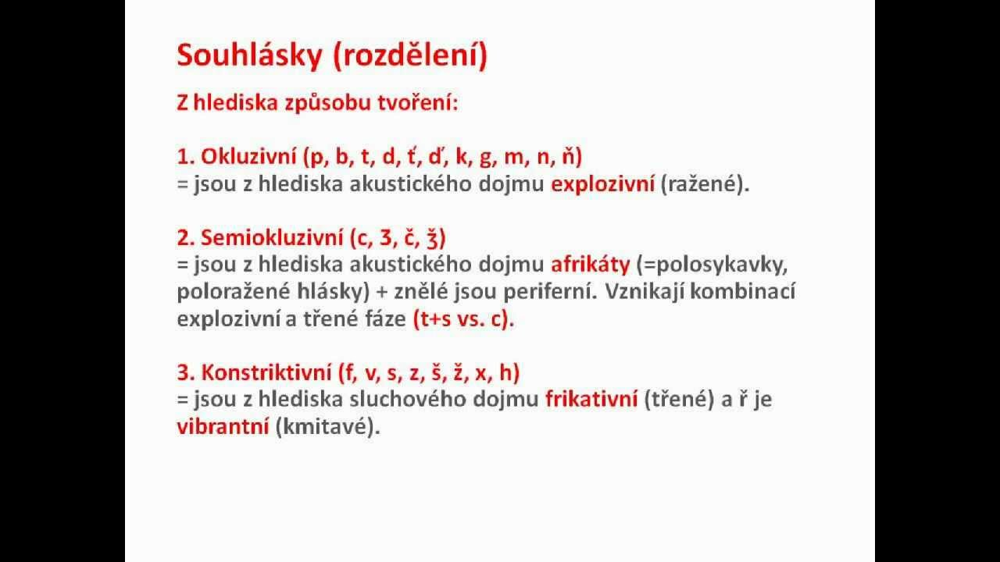 Souhlásky (rozdělení)
Z hlediska způsobu tvoření:
1. Okluzivní (p, b, t, d, ť, ď, k, g, m, n, ň)
= jsou z hlediska akustického dojmu explozivní (ražené).
2. Semiokluzivní (c, Ʒ, č, ǯ)
= jsou z hlediska akustického dojmu afrikáty (=polosykavky,
poloražené hlásky) + znělé jsou periferní. Vznikají kombinací
explozivní a třené fáze (t+s vs. c).
3. Konstriktivní (f, v, s, z, š, ž, x, h)
= jsou z hlediska sluchového dojmu frikativní (třené) a ř je
vibrantní (kmitavé).